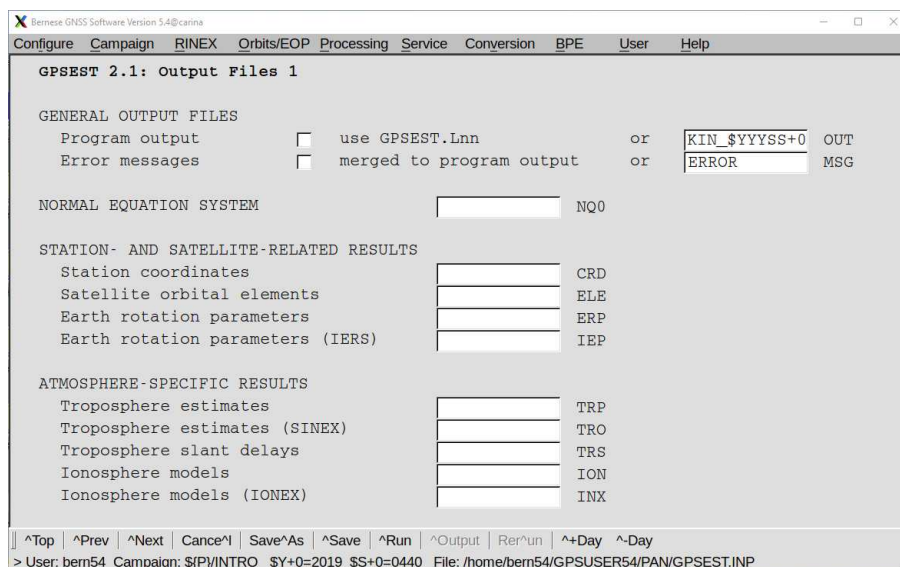 Bernese GNSS Software Version 5.4@carina
Configure Campaign RINEX Orbits/EOP Processing Service Conversion BPE User Help
GPSEST 2.1: Output Files 1
GENERAL OUTPUT FILES
Program output use GPSEST.Lnn or KIN_$YYYSS+0 OUT
Error messages merged to program output or ERROR MSG
NORMAL EQUATION SYSTEM NQ0
STATION- AND SATELLITE-RELATED RESULTS
Station coordinates CRD
Satellite orbital elements ELE
Earth rotation parameters ERP
Earth rotation parameters (IERS) IEP
ATMOSPHERE-SPECIFIC RESULTS
Troposphere estimates TRP
Troposphere estimates (SINEX) TRO
Troposphere slant delays TRS
Ionosphere models ION
Ionosphere models (IONEX) INX
^Top | ^Prev | ^Next | Cance^l | Save^As | ^Save | ^Run | ^Output | Rer^un | ^+Day ^-Day
> User: bern54 Campaign: ${P}/INTRO $Y+0=2019 $S+0=0440 File: /home/bern54/GPSUSER54/PAN/GPSEST.INP